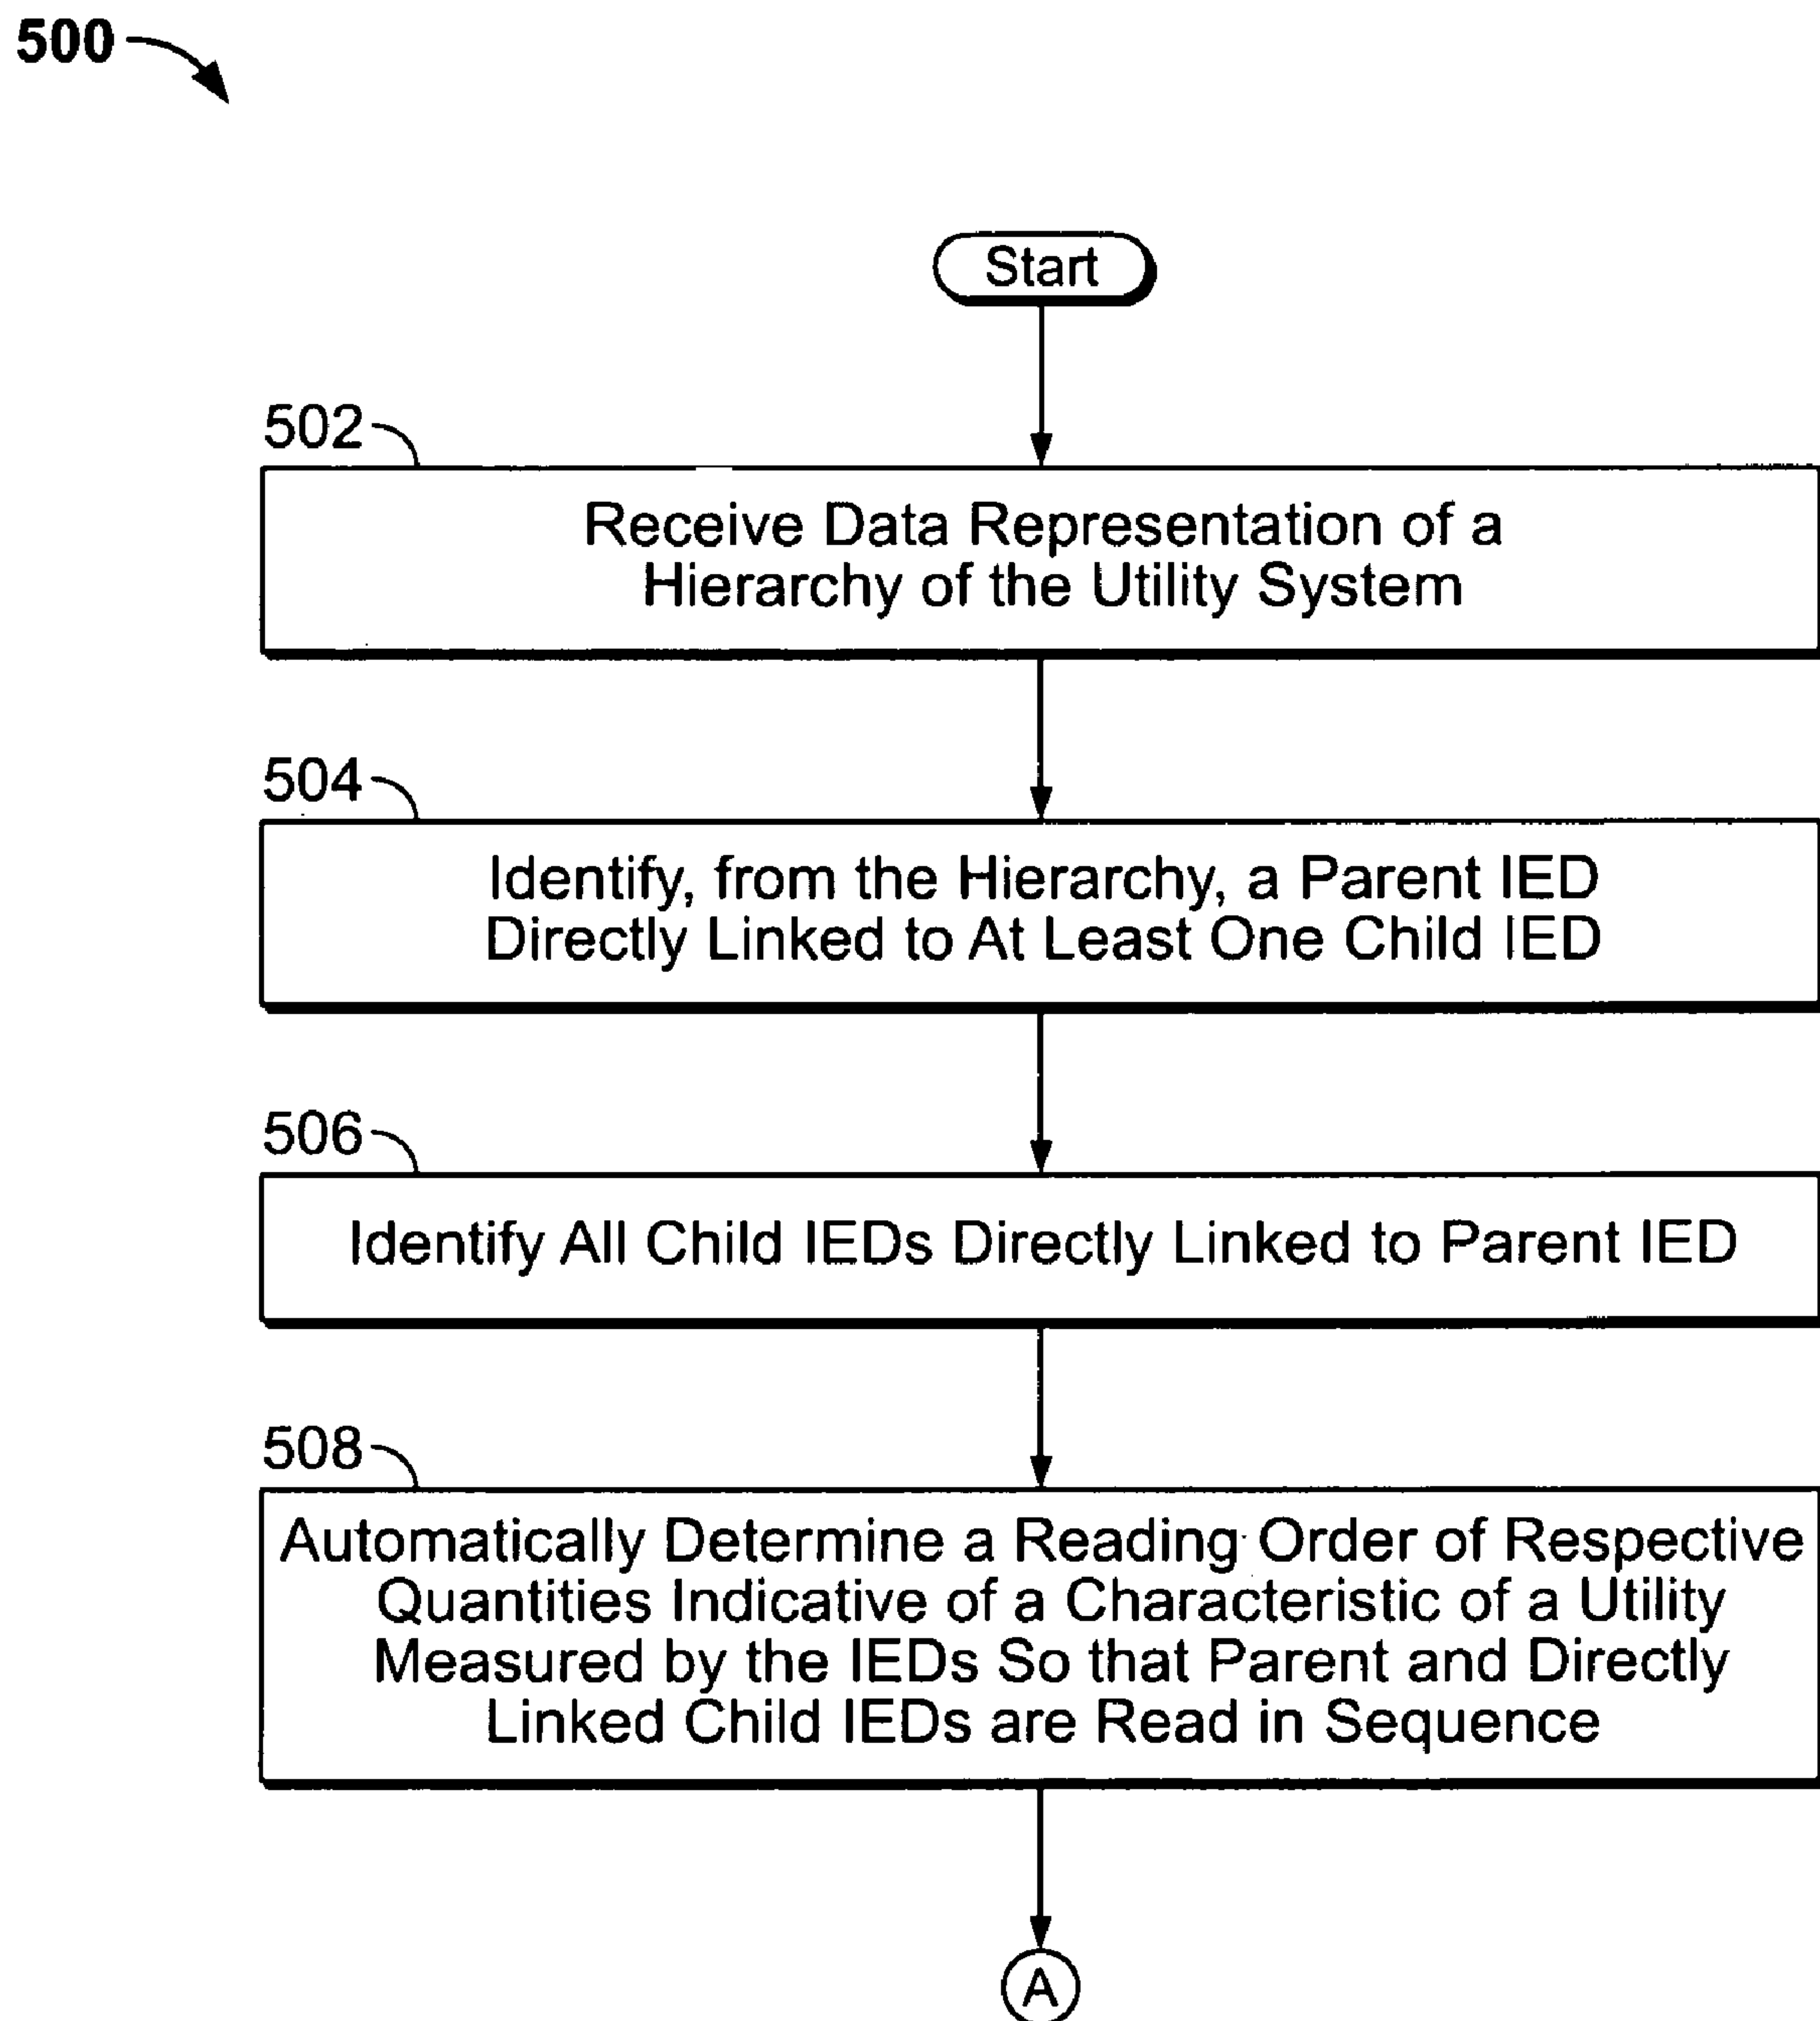 500
Start
502
Receive Data Representation of a
Hierarchy of the Utility System
504
Identify, from the Hierarchy, a Parent IED
Directly Linked to At Least One Child IED
506
Identify All Child IEDs Directly Linked to Parent IED
508
Automatically Determine a Reading Order of Respective
Quantities Indicative of a Characteristic of a Utility
Measured by the IEDs So that Parent and Directly
Linked Child IEDs are Read in Sequence
A